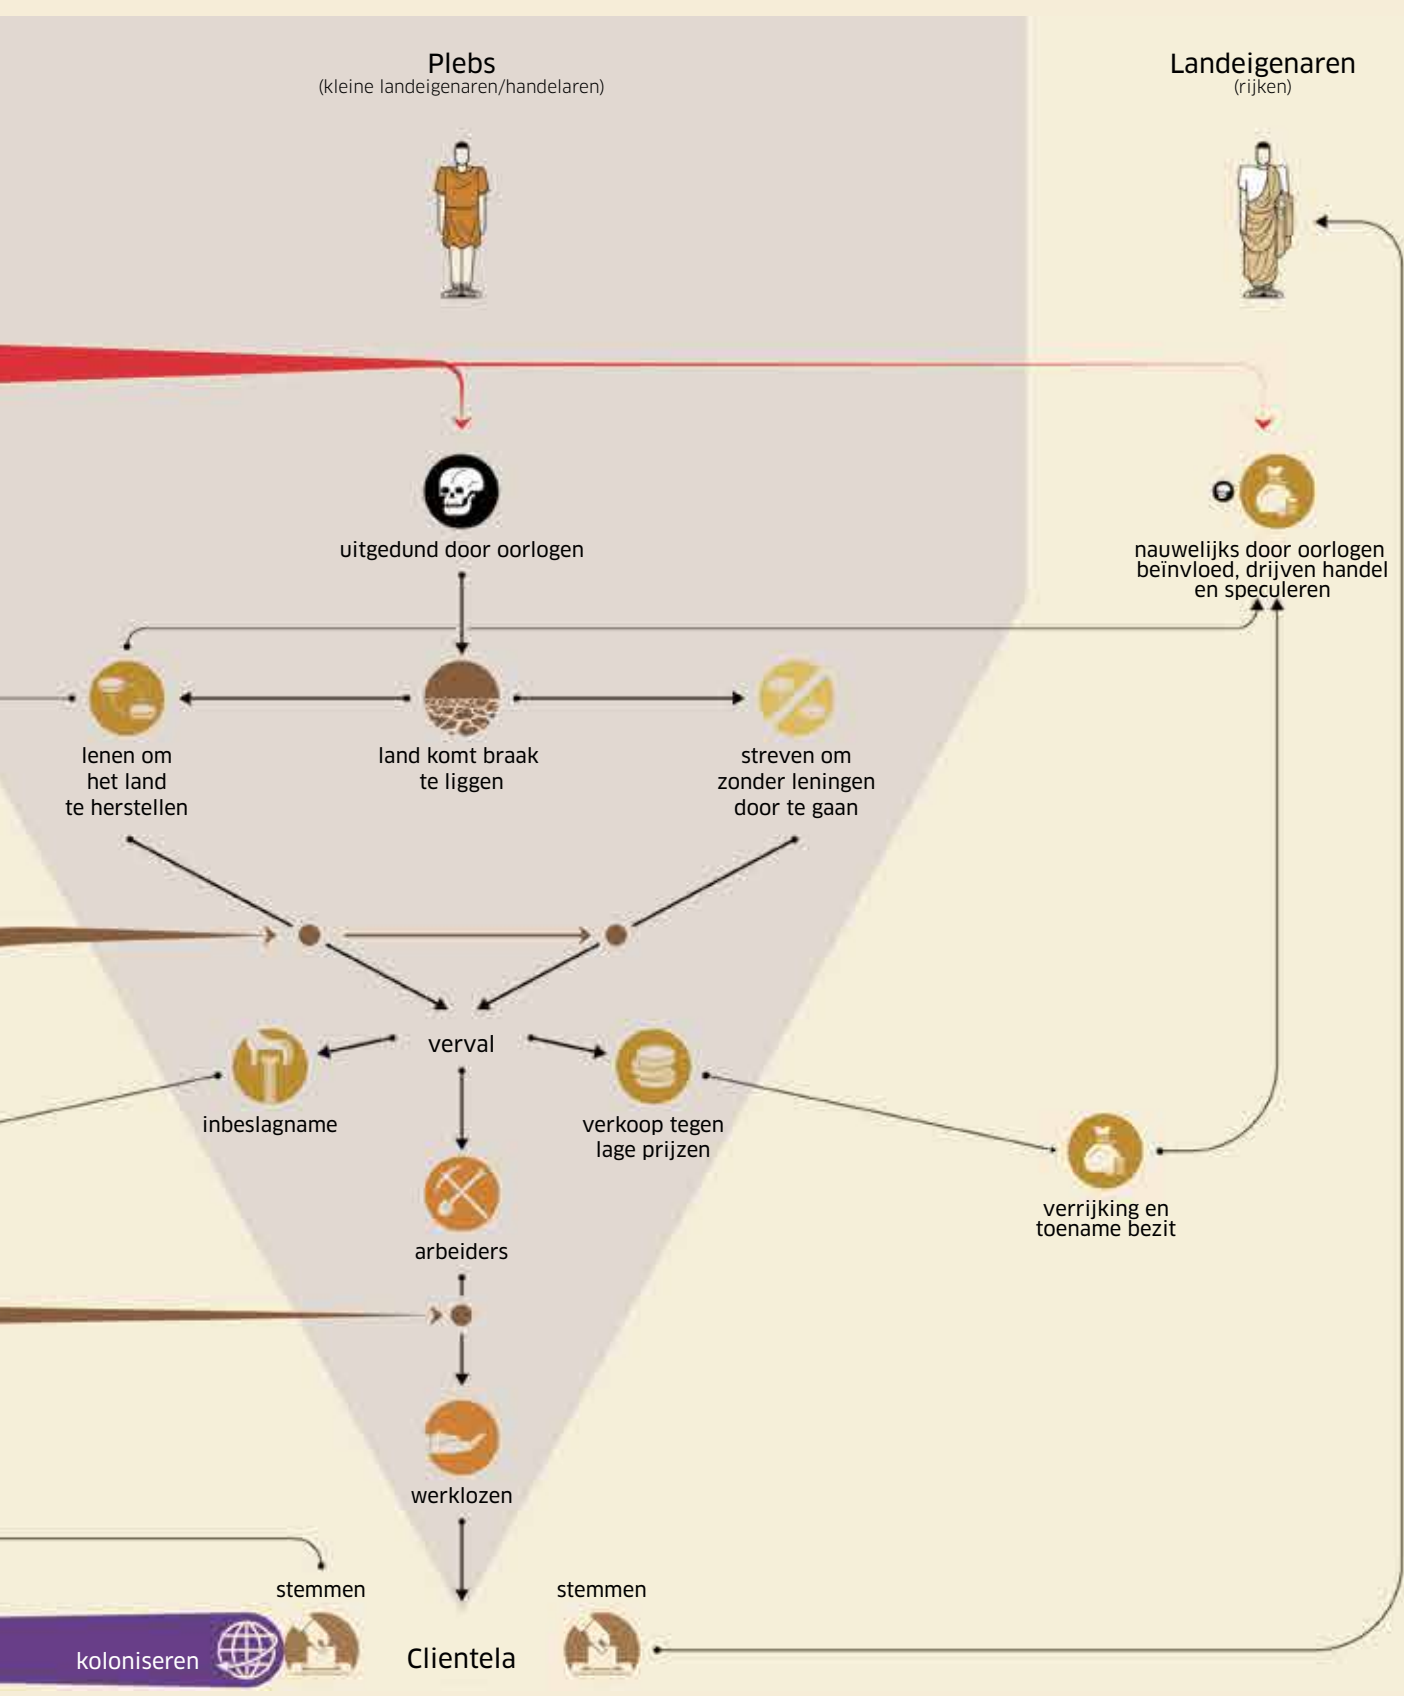 Plebs
(kleine landeigenaren/handelaren)
Landeigenaren
(rijken)
uitgedund door oorlogen
nauwelijks door oorlogen
beïnvloed, drijven handel
en speculeren
lenen om
het land
te herstellen
land komt braak
te liggen
streven om
zonder leningen
door te gaan
verval
inbeslagname
verkoop tegen
lage prijzen
verrijking en
toename bezit
arbeiders
werklozen
stemmen
stemmen
koloniseren
Clientela